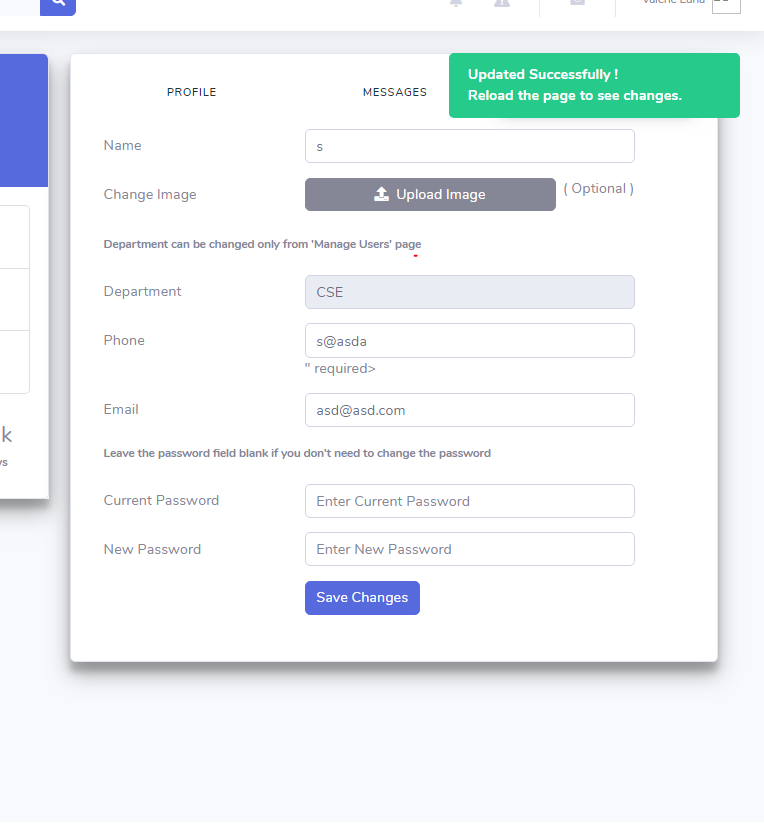 PROFILE MESSAGES
Updated Successfully !
Reload the page to see changes.
Name s
Change Image Upload Image ( Optional )
Department can be changed only from 'Manage Users' page
Department CSE
Phone s@asda
" required>
Email asd@asd.com
k
Leave the password field blank if you don't need to change the password
Current Password Enter Current Password
New Password Enter New Password
Save Changes